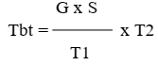 G x S
Tbt = ──── x T2
T1